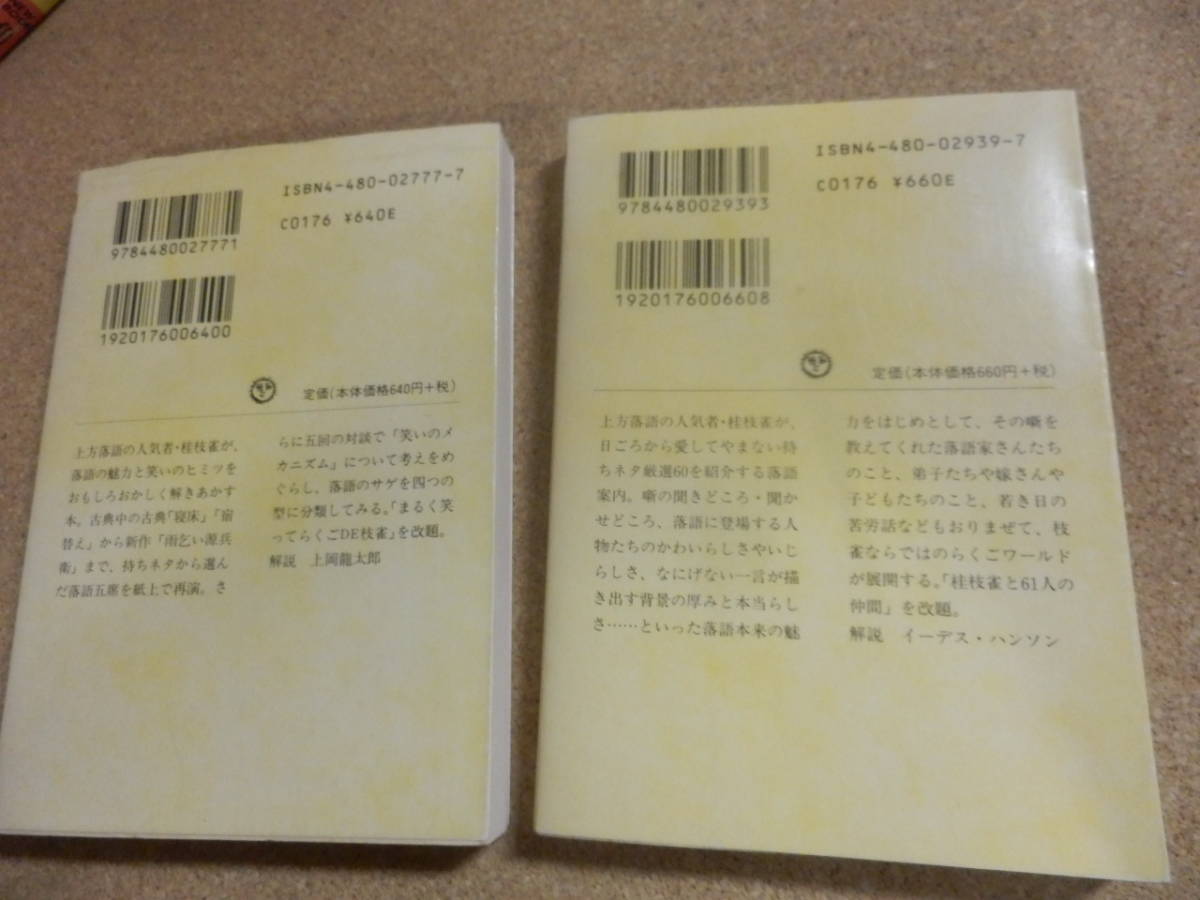 ISBN4-480-02777-7
C0176 ¥640E
9784480027771
1920176006400
定価(本体価格640円+税)
上方落語の人気者・桂枝雀が、
落語の魅力と笑いのヒミツを
おもしろおかしく解きあかす
本。古典中の古典「寝床」「宿
替え」から新作「雨乞い源兵
衛」まで、持ちネタから選ん
だ落語五席を紙上で再演。さ
らに五回の対談で「笑いのメ
カニズム」について考えをめ
ぐらし、落語のサゲを四つの
型に分類してみる。「まるく笑
ってらくごDE枝雀」を改題。
解説 上岡龍太郎
ISBN4-480-02939-7
C0176 ¥660E
9784480029393
1920176006608
定価(本体価格660円+税)
上方落語の人気者・桂枝雀が、
日ごろから愛してやまない持
ちネタ厳選60を紹介する落語
案内。噺の聞きどころ・聞か
せどころ、落語に登場する人
物たちのかわいらしさやいじ
らしさ、なにげない一言が描
き出す背景の厚みと本当らし
さ……といった落語本来の魅
力をはじめとして、その噺を
教えてくれた落語家さんたち
のこと、弟子たちや嫁さんや
子どもたちのこと、若き日の
苦労話などもおりまぜて、枝
雀ならではのらくごワールド
が展開する。「桂枝雀と61人の
仲間」を改題。
解説 イーデス・ハンソン